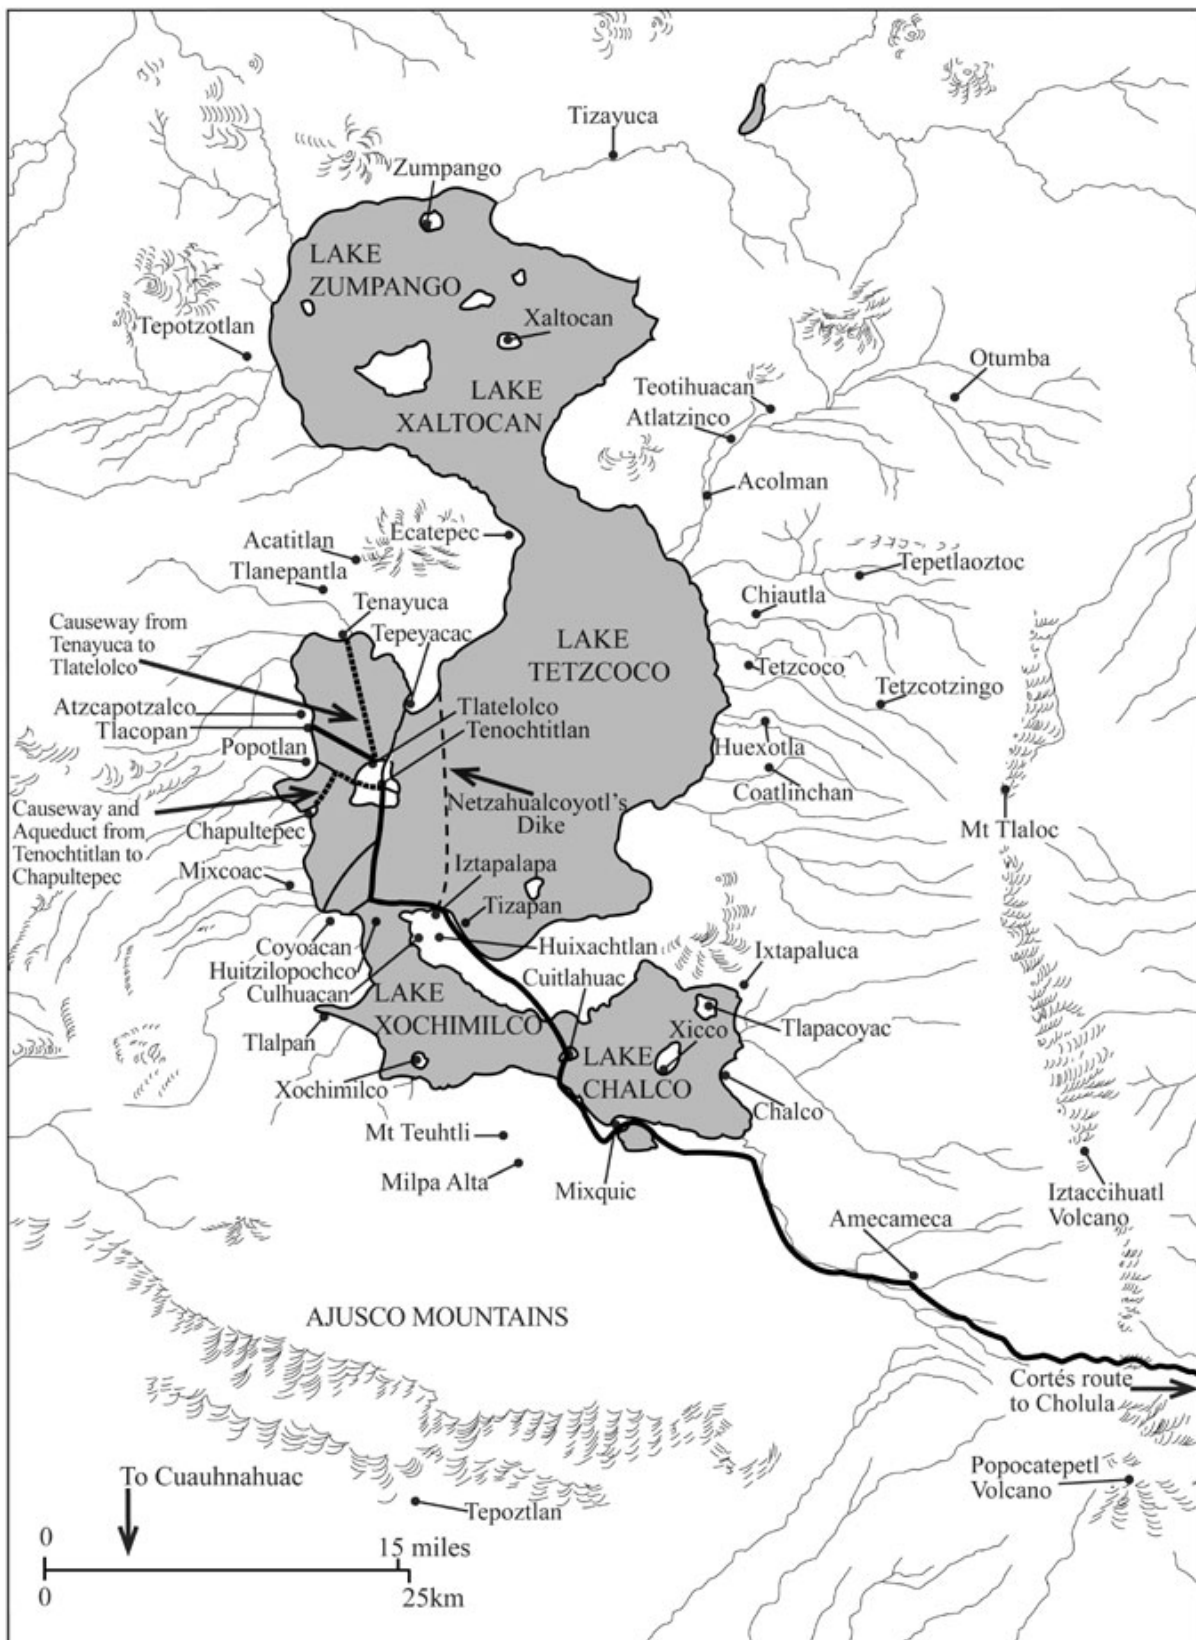 Tizayuca
Zumpango
LAKE
ZUMPANGO
Tepotzotlan
Xaltocan
LAKE
XALTOCAN
Otumba
Teotihuacan
Atlatzinco
Acolman
Ecatepec
Acatitlan
Tlanepantla
Tepetlaoztoc
Chiautla
Tenayuca
Tepeyacac
Causeway from
Tenayuca to
Tlatelolco
LAKE
TETZCOCO
Tetzcoco
Tetzcotzingo
Atzcapotzalco
Tlacopan
Popotlan
Tlatelolco
Tenochtitlan
Huexotla
Coatlinchan
Netzahualcoyotl's
Dike
Causeway and
Aqueduct from
Tenochtitlan to
Chapultepec
Chapultepec
Mt Tlaloc
Mixcoac
Iztapalapa
Tizapan
Coyoacan
Huitzilopochco
Culhuacan
Huixachtlan
Cuitlahuac
Ixtapaluca
LAKE
XOCHIMILCO
Tlalpan
Xochimilco
Xicco
Tlapacoyac
LAKE
CHALCO
Chalco
Mt Teuhtli
Milpa Alta
Mixquic
Iztaccihuatl
Volcano
Amecameca
AJUSCO MOUNTAINS
Cortés route
to Cholula
Popocatepetl
Volcano
To Cuauhnahuac
Tepoztlan
0
15 miles
0
25km